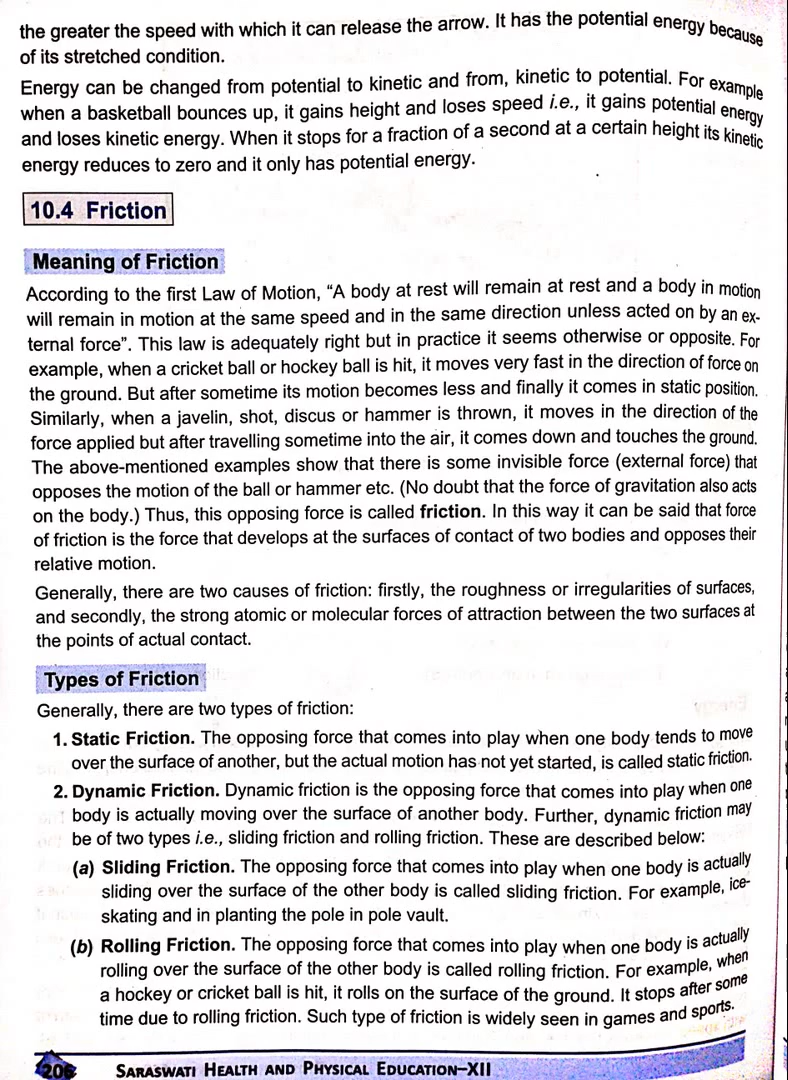 the greater the speed with which it can release the arrow. It has the potential energy because
of its stretched condition.
Energy can be changed from potential to kinetic and from, kinetic to potential. For example
when a basketball bounces up, it gains height and loses speed i.e., it gains potential energy
and loses kinetic energy. When it stops for a fraction of a second at a certain height its kinetic
energy reduces to zero and it only has potential energy.
10.4 Friction
Meaning of Friction
According to the first Law of Motion, “A body at rest will remain at rest and a body in motion
will remain in motion at the same speed and in the same direction unless acted on by an ex-
ternal force”. This law is adequately right but in practice it seems otherwise or opposite. For
example, when a cricket ball or hockey ball is hit, it moves very fast in the direction of force on
the ground. But after sometime its motion becomes less and finally it comes in static position.
Similarly, when a javelin, shot, discus or hammer is thrown, it moves in the direction of the
force applied but after travelling sometime into the air, it comes down and touches the ground.
The above-mentioned examples show that there is some invisible force (external force) that
opposes the motion of the ball or hammer etc. (No doubt that the force of gravitation also acts
on the body.) Thus, this opposing force is called friction. In this way it can be said that force
of friction is the force that develops at the surfaces of contact of two bodies and opposes their
relative motion.
Generally, there are two causes of friction: firstly, the roughness or irregularities of surfaces,
and secondly, the strong atomic or molecular forces of attraction between the two surfaces at
the points of actual contact.
Types of Friction
Generally, there are two types of friction:
1. Static Friction. The opposing force that comes into play when one body tends to move
over the surface of another, but the actual motion has not yet started, is called static friction.
2. Dynamic Friction. Dynamic friction is the opposing force that comes into play when one
body is actually moving over the surface of another body. Further, dynamic friction may
be of two types i.e., sliding friction and rolling friction. These are described below:
(a) Sliding Friction. The opposing force that comes into play when one body is actually
sliding over the surface of the other body is called sliding friction. For example, ice-
skating and in planting the pole in pole vault.
(b) Rolling Friction. The opposing force that comes into play when one body is actually
rolling over the surface of the other body is called rolling friction. For example, when
a hockey or cricket ball is hit, it rolls on the surface of the ground. It stops after some
time due to rolling friction. Such type of friction is widely seen in games and sports.
206 SARASWATI HEALTH AND PHYSICAL EDUCATION–XII